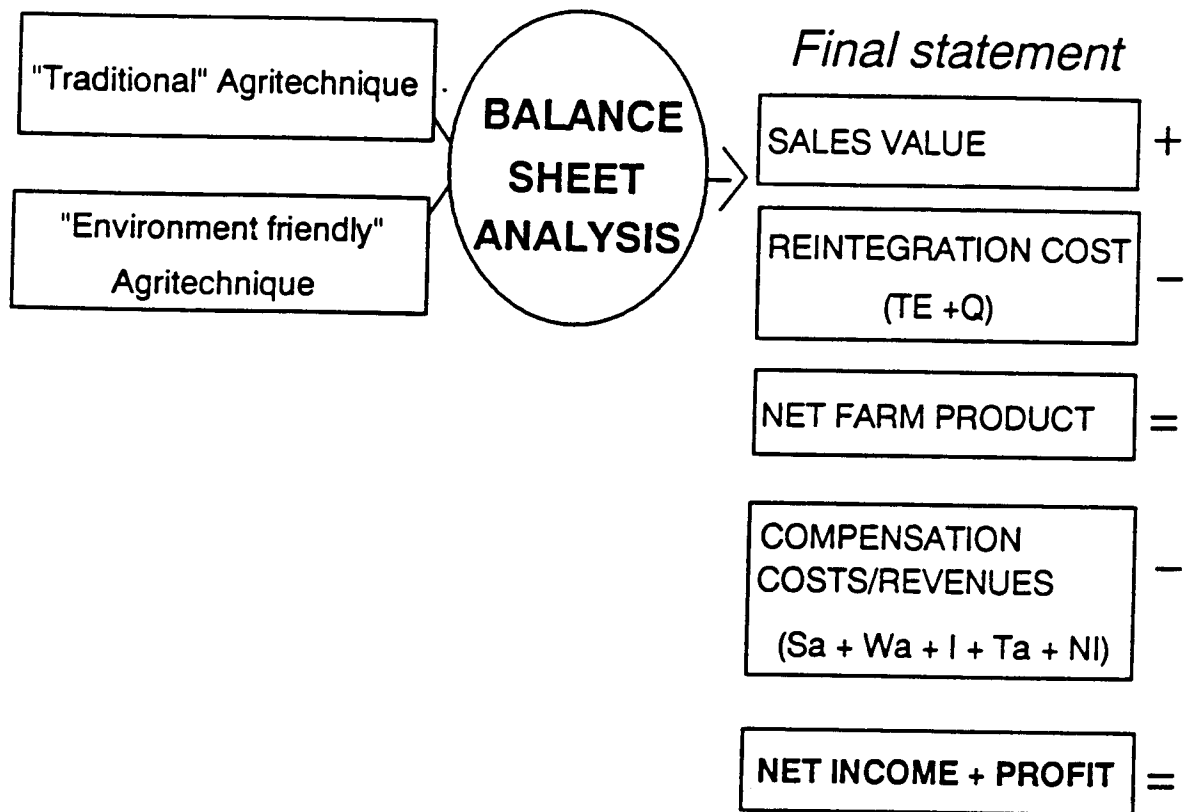 "Traditional" Agritechnique
"Environment friendly"
Agritechnique
BALANCE
SHEET
ANALYSIS
Final statement
SALES VALUE +
REINTEGRATION COST
(TE +Q) −
NET FARM PRODUCT =
COMPENSATION
COSTS/REVENUES −
(Sa + Wa + I + Ta + NI)
NET INCOME + PROFIT =